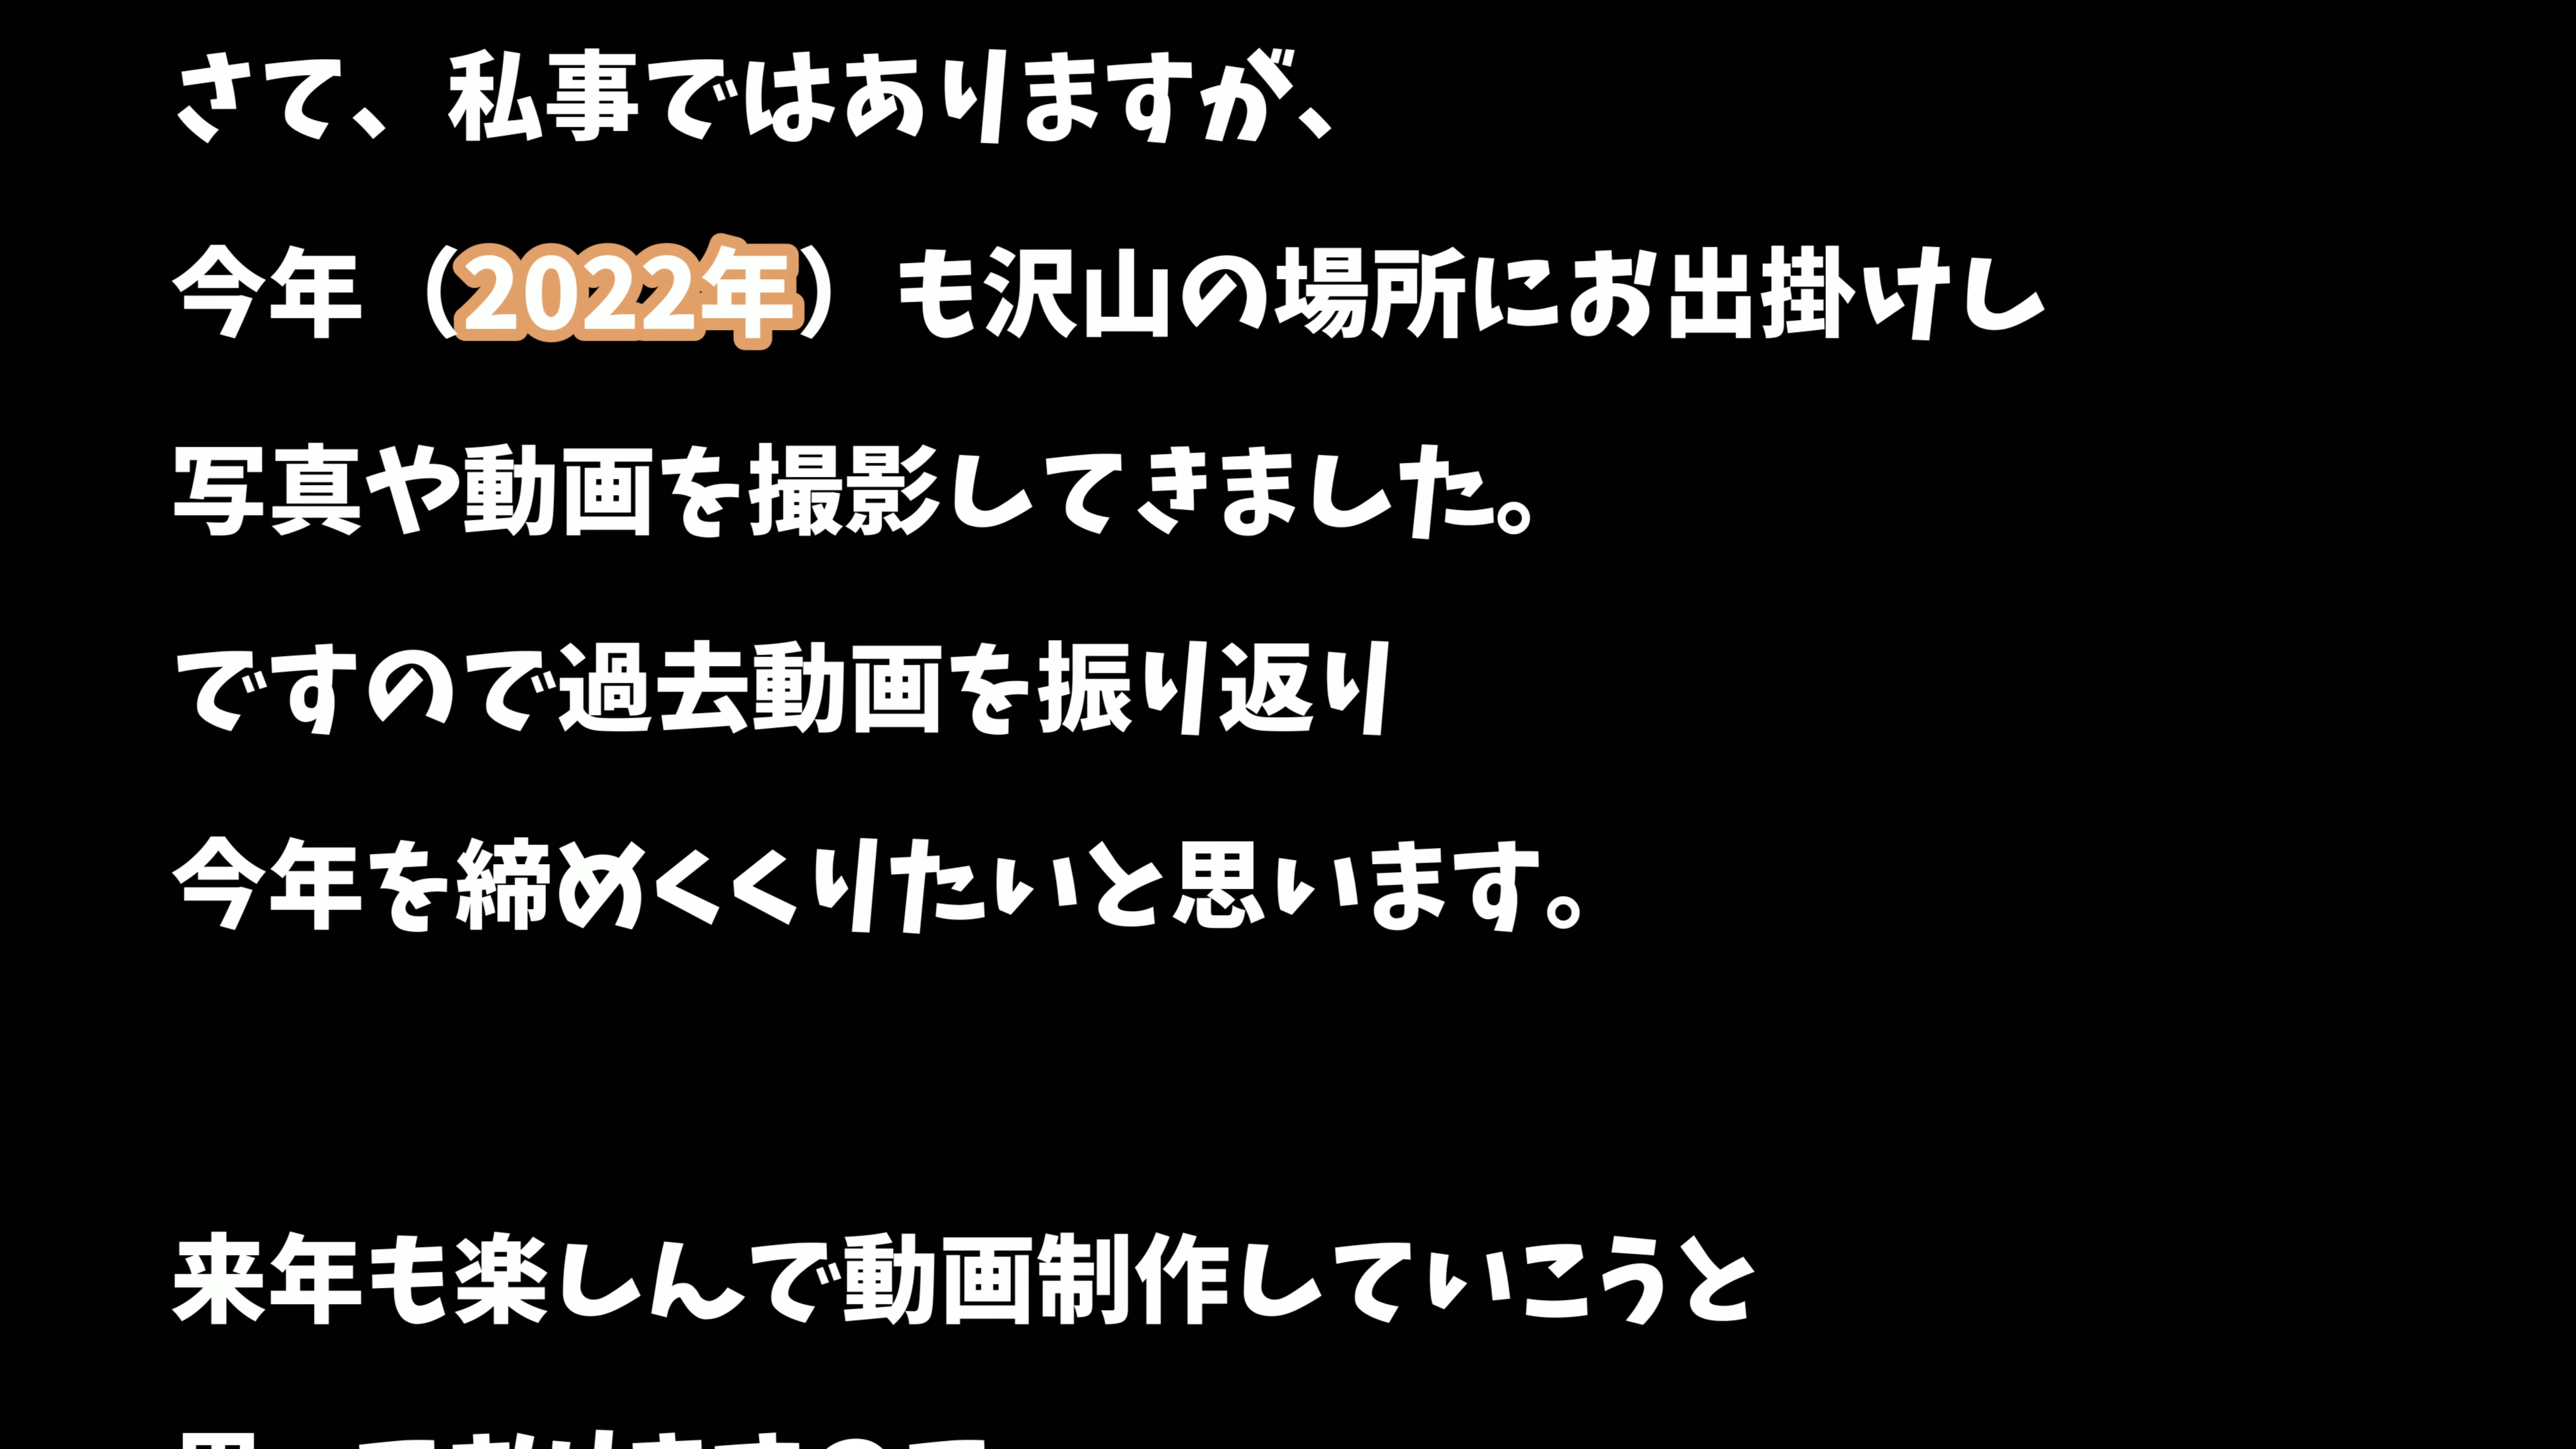 さて、私事ではありますが、
今年（2022年）も沢山の場所にお出掛けし
写真や動画を撮影してきました。
ですので過去動画を振り返り
今年を締めくくりたいと思います。
来年も楽しんで動画制作していこうと